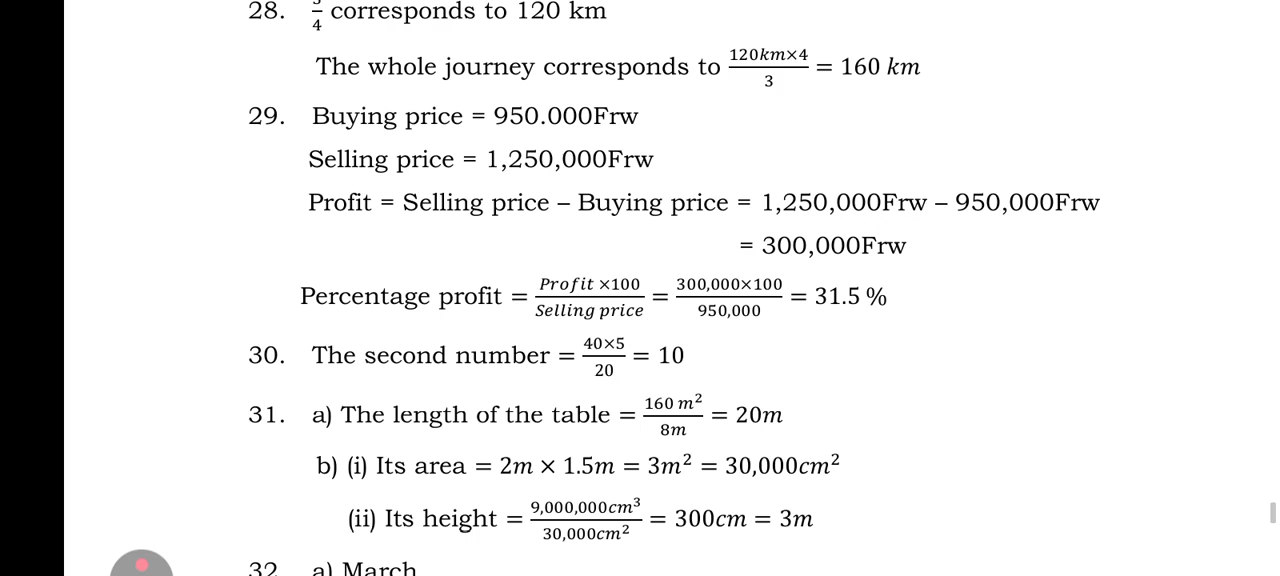 28. 3/4 corresponds to 120 km
The whole journey corresponds to 120km×4/3 = 160 km
29. Buying price = 950.000Frw
Selling price = 1,250,000Frw
Profit = Selling price – Buying price = 1,250,000Frw – 950,000Frw
= 300,000Frw
Percentage profit = Profit ×100/Selling price = 300,000×100/950,000 = 31.5 %
30. The second number = 40×5/20 = 10
31. a) The length of the table = 160 m²/8m = 20m
b) (i) Its area = 2m × 1.5m = 3m² = 30,000cm²
(ii) Its height = 9,000,000cm³/30,000cm² = 300cm = 3m
32. a) March